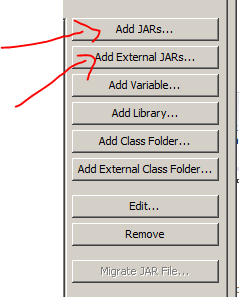 Add JARs...
Add External JARs...
Add Variable...
Add Library...
Add Class Folder...
Add External Class Folder...
Edit...
Remove
Migrate JAR File...